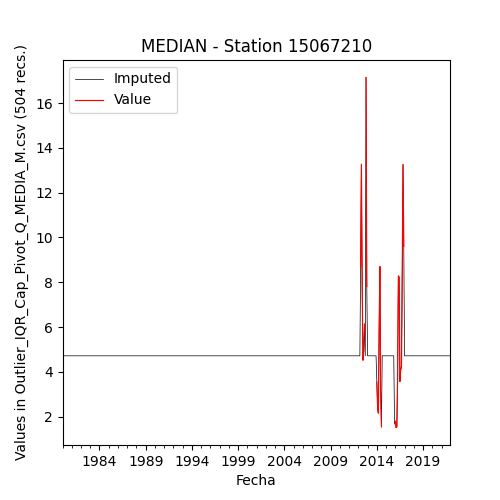 MEDIAN - Station 15067210
Imputed
Value
Values in Outlier_IQR_Cap_Pivot_Q_MEDIA_M.csv (504 recs.)
16
14
12
10
8
6
4
2
1984 1989 1994 1999 2004 2009 2014 2019
Fecha